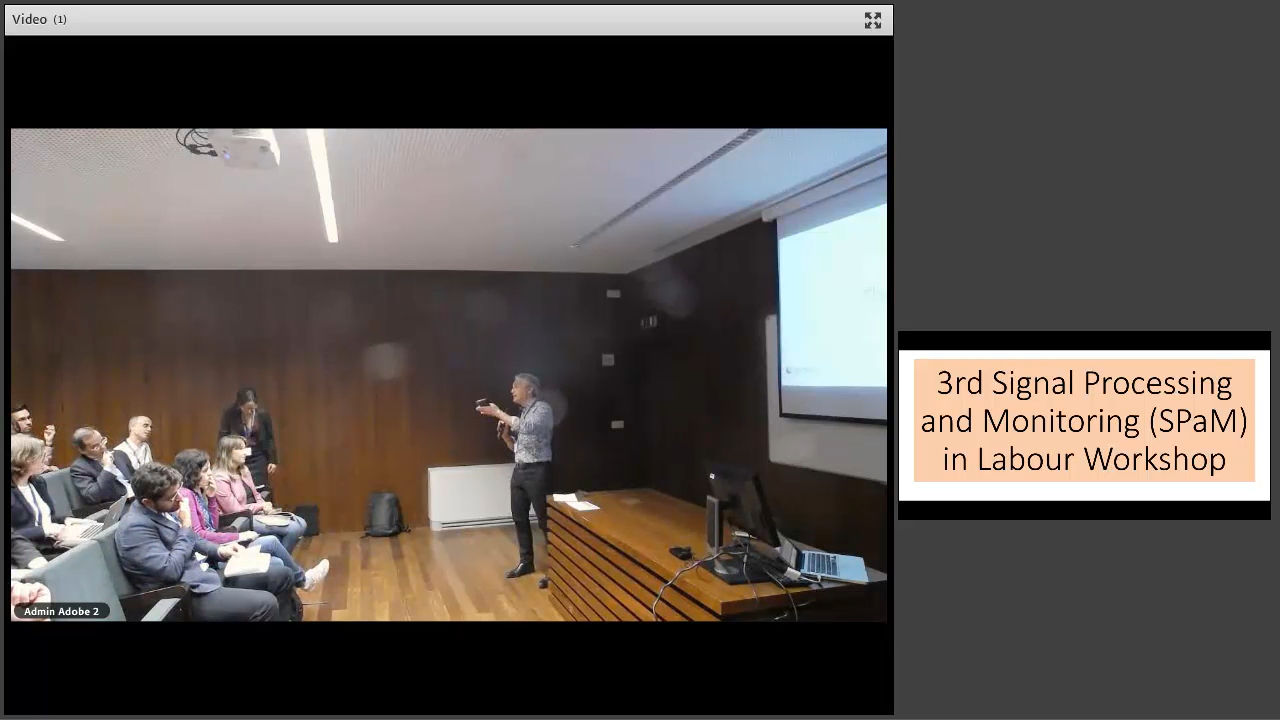 Video (1)
3rd Signal Processing
and Monitoring (SPaM)
in Labour Workshop
Admin Adobe 2